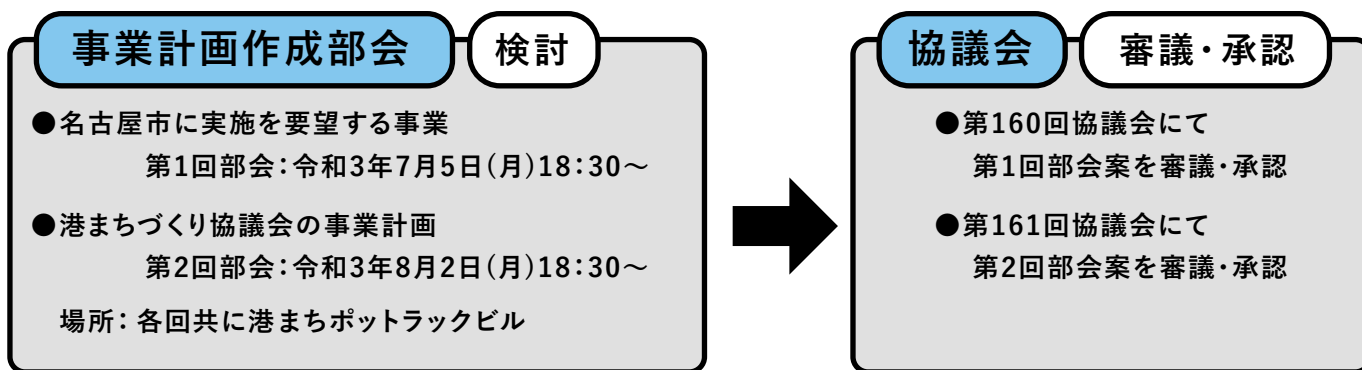 事業計画作成部会 検討
●名古屋市に実施を要望する事業
第1回部会：令和3年7月5日(月)18：30〜
●港まちづくり協議会の事業計画
第2回部会：令和3年8月2日(月)18：30〜
場所：各回共に港まちポットラックビル
協議会 審議・承認
●第160回協議会にて
第1回部会案を審議・承認
●第161回協議会にて
第2回部会案を審議・承認